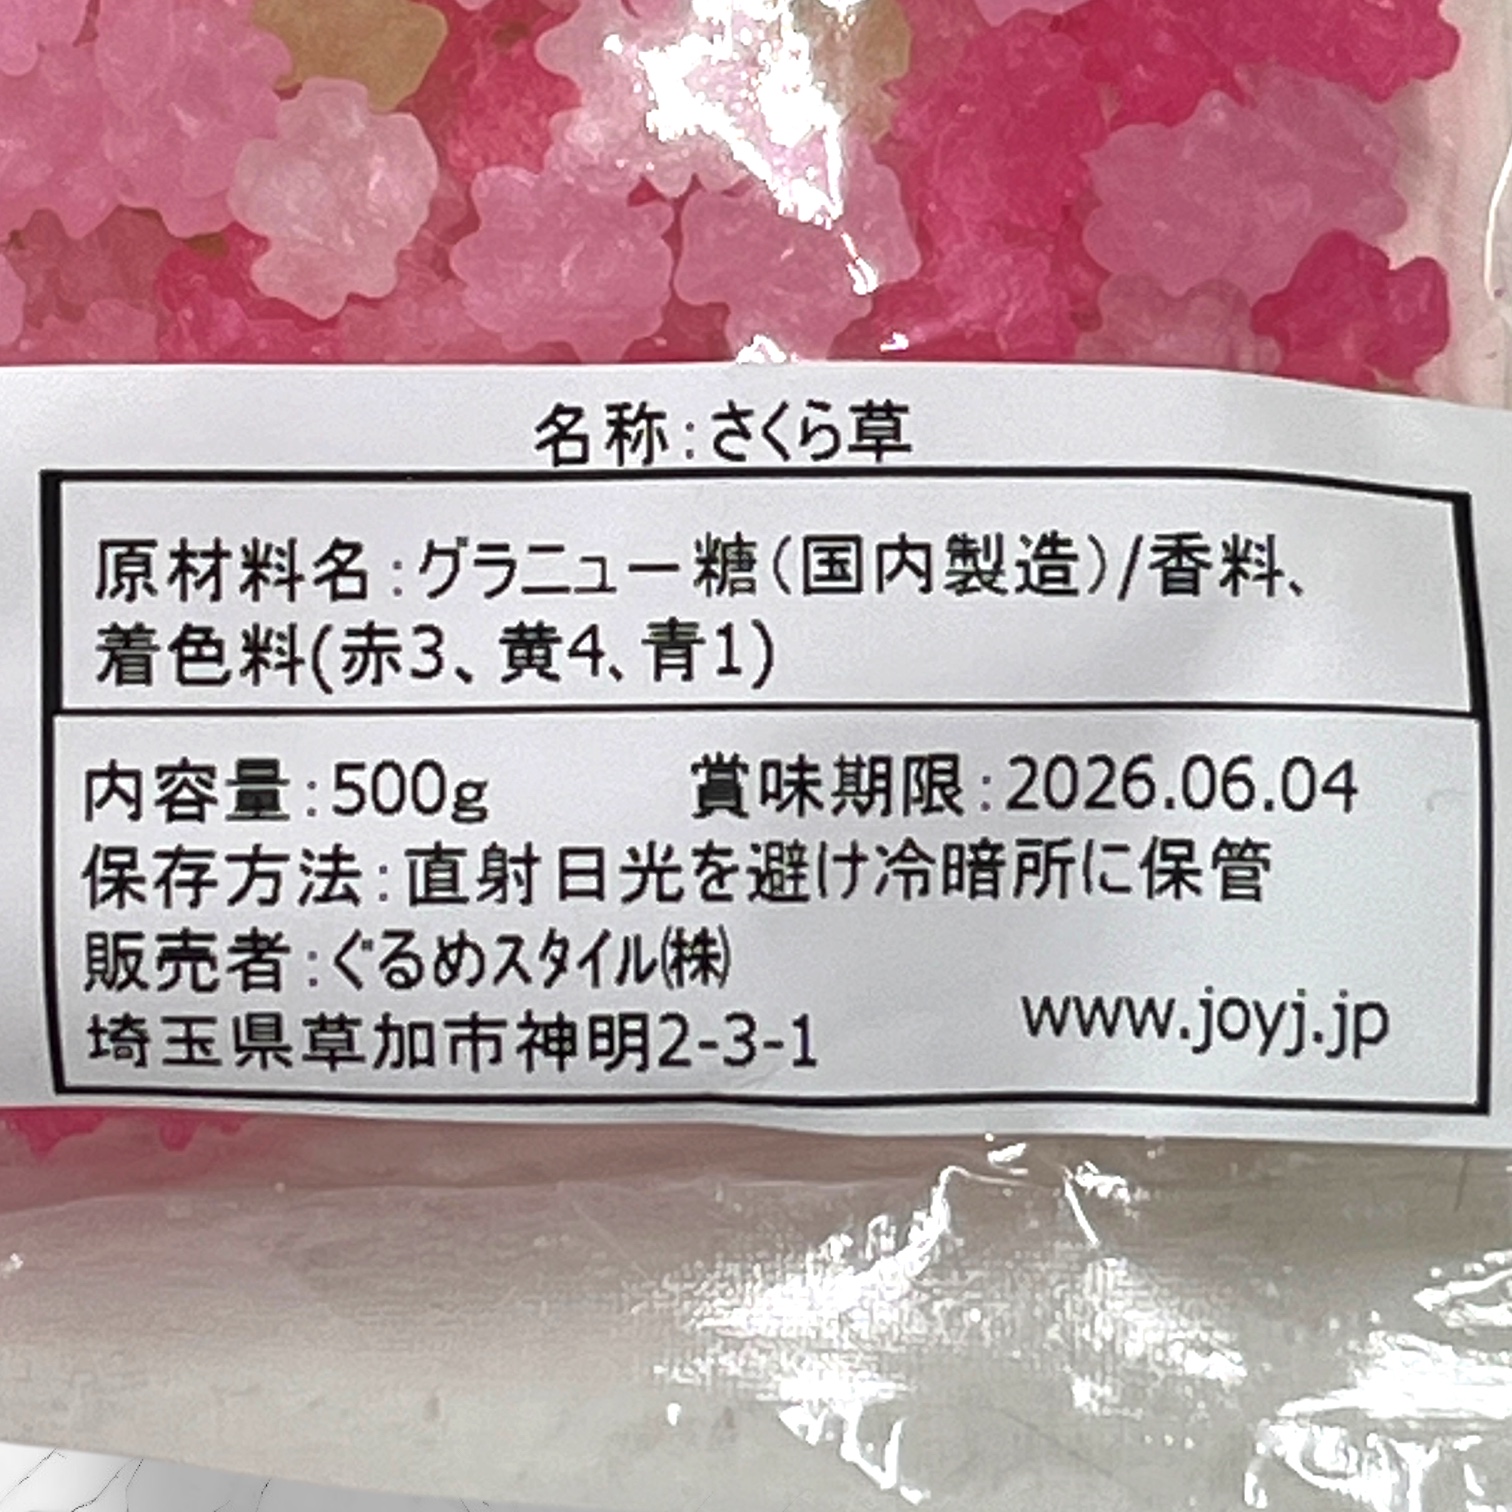 名称:さくら草
原材料名:グラニュー糖(国内製造)/香料、
着色料(赤3、黄4、青1)
内容量:500g 賞味期限:2026.06.04
保存方法:直射日光を避け冷暗所に保管
販売者:ぐるめスタイル㈱
埼玉県草加市神明2-3-1
www.joyj.jp